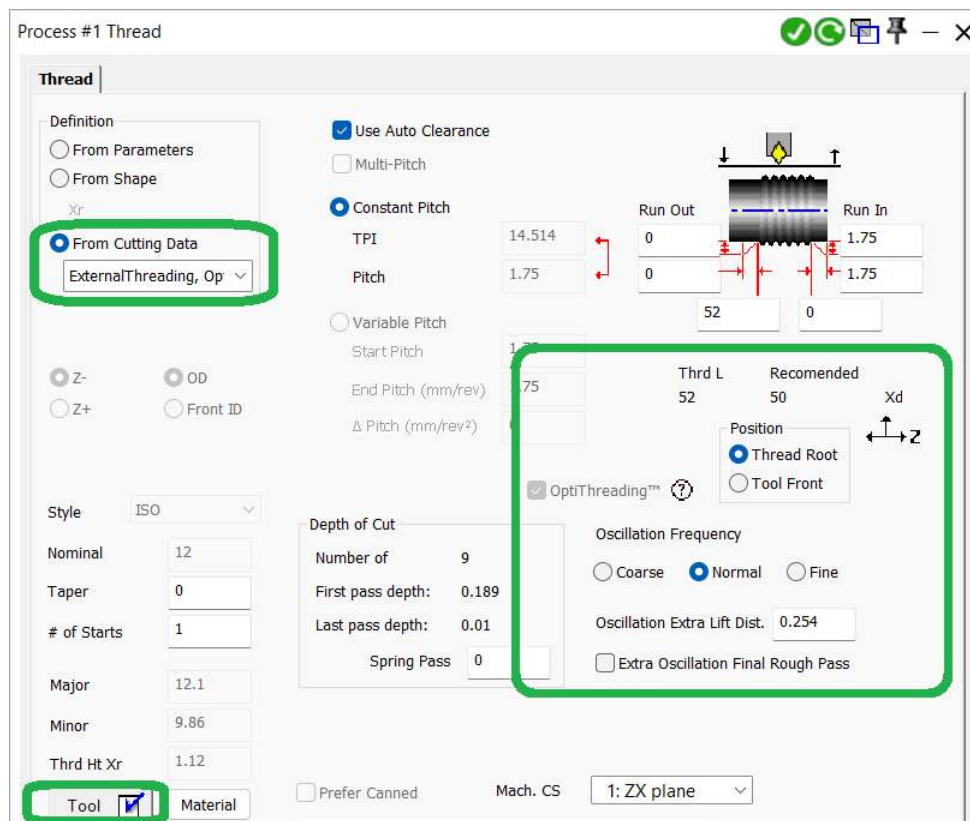 Process #1 Thread
Thread
Definition
From Parameters
From Shape
Xr
From Cutting Data
ExternalThreading, Op
Use Auto Clearance
Multi-Pitch
Constant Pitch
TPI 14.514
Pitch 1.75
Variable Pitch
Start Pitch
End Pitch (mm/rev)
Δ Pitch (mm/rev²)
Run Out Run In
0 1.75
0 1.75
52 0
Z- OD
Z+ Front ID
Thrd L Recomended
52 50 Xd
Position
Thread Root Z
Tool Front
OptiThreading™ ?
Style ISO
Nominal 12
Taper 0
# of Starts 1
Major 12.1
Minor 9.86
Thrd Ht Xr 1.12
Tool Material
Depth of Cut
Number of 9
First pass depth: 0.189
Last pass depth: 0.01
Spring Pass 0
Oscillation Frequency
Coarse Normal Fine
Oscillation Extra Lift Dist. 0.254
Extra Oscillation Final Rough Pass
Prefer Canned
Mach. CS 1: ZX plane